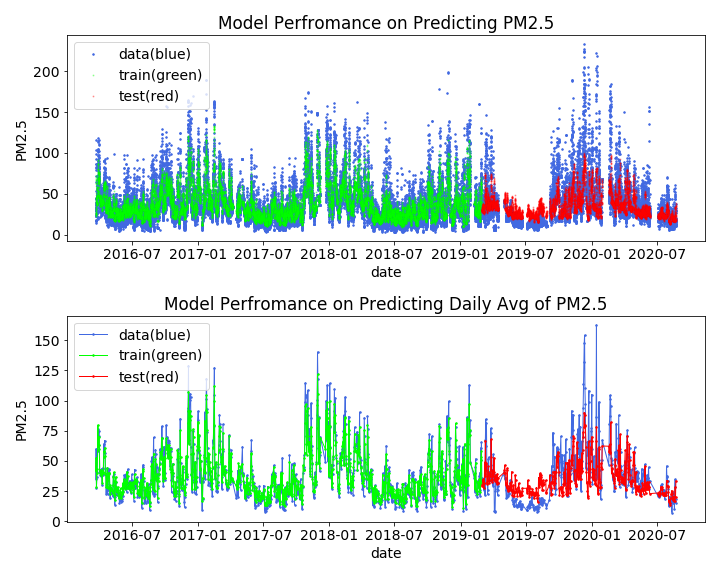 Model Perfromance on Predicting PM2.5
data(blue)
train(green)
test(red)
PM2.5
200
150
100
50
0
2016-07 2017-01 2017-07 2018-01 2018-07 2019-01 2019-07 2020-01 2020-07
date
Model Perfromance on Predicting Daily Avg of PM2.5
data(blue)
train(green)
test(red)
PM2.5
150
125
100
75
50
25
0
2016-07 2017-01 2017-07 2018-01 2018-07 2019-01 2019-07 2020-01 2020-07
date